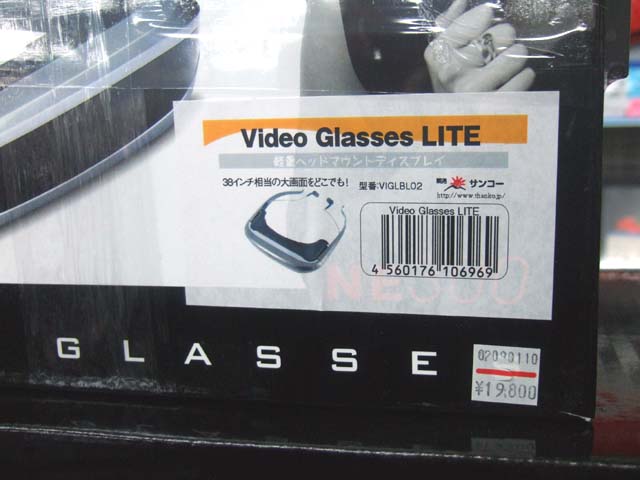 Video Glasses LITE
軽量ヘッドマウントディスプレイ
38インチ相当の大画面をどこでも! 型番:VIGLBL02 サンコー
http://www.thanko.jp/
Video Glasses LITE
4 560176 106969
GLASSE
02090110
¥19,800